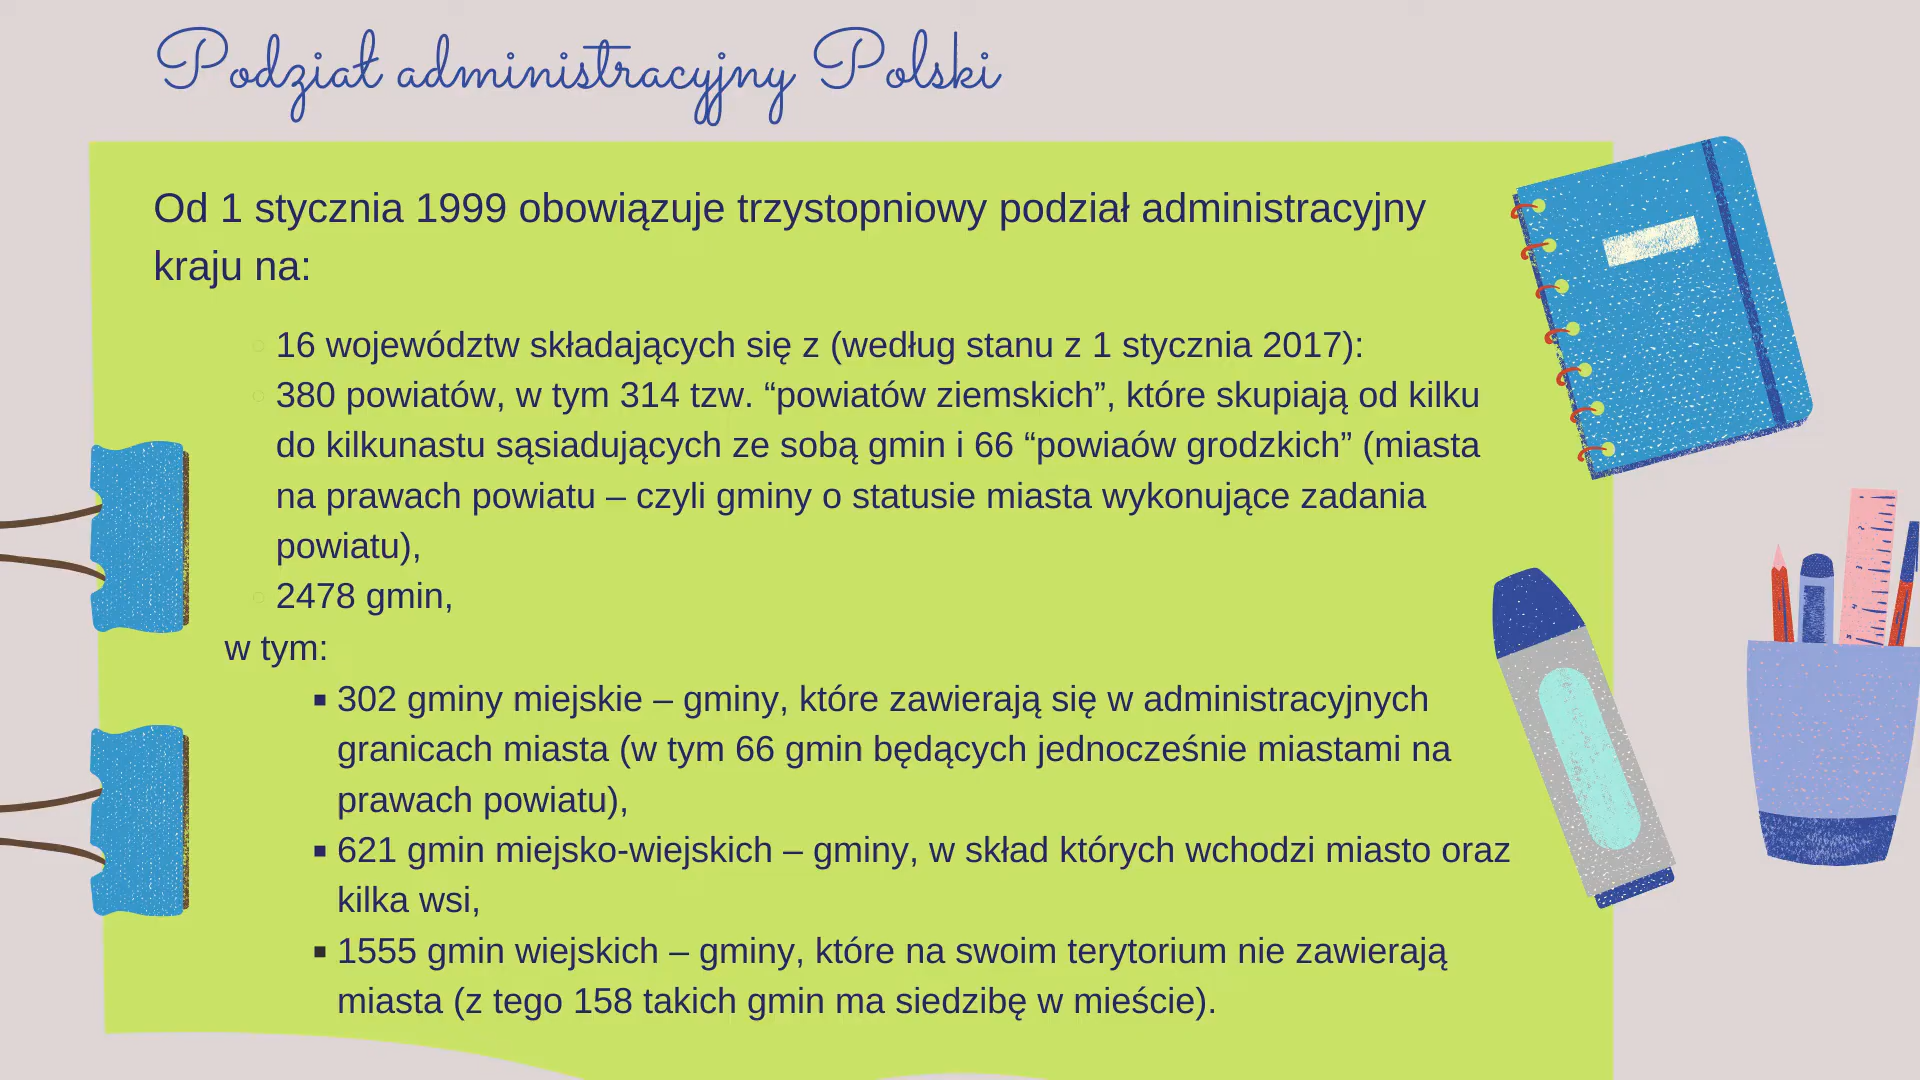 Podział administracyjny Polski
Od 1 stycznia 1999 obowiązuje trzystopniowy podział administracyjny
kraju na:
16 województw składających się z (według stanu z 1 stycznia 2017):
380 powiatów, w tym 314 tzw. “powiatów ziemskich”, które skupiają od kilku
do kilkunastu sąsiadujących ze sobą gmin i 66 “powiaów grodzkich” (miasta
na prawach powiatu – czyli gminy o statusie miasta wykonujące zadania
powiatu),
2478 gmin,
w tym:
▪ 302 gminy miejskie – gminy, które zawierają się w administracyjnych
granicach miasta (w tym 66 gmin będących jednocześnie miastami na
prawach powiatu),
▪ 621 gmin miejsko-wiejskich – gminy, w skład których wchodzi miasto oraz
kilka wsi,
▪ 1555 gmin wiejskich – gminy, które na swoim terytorium nie zawierają
miasta (z tego 158 takich gmin ma siedzibę w mieście).